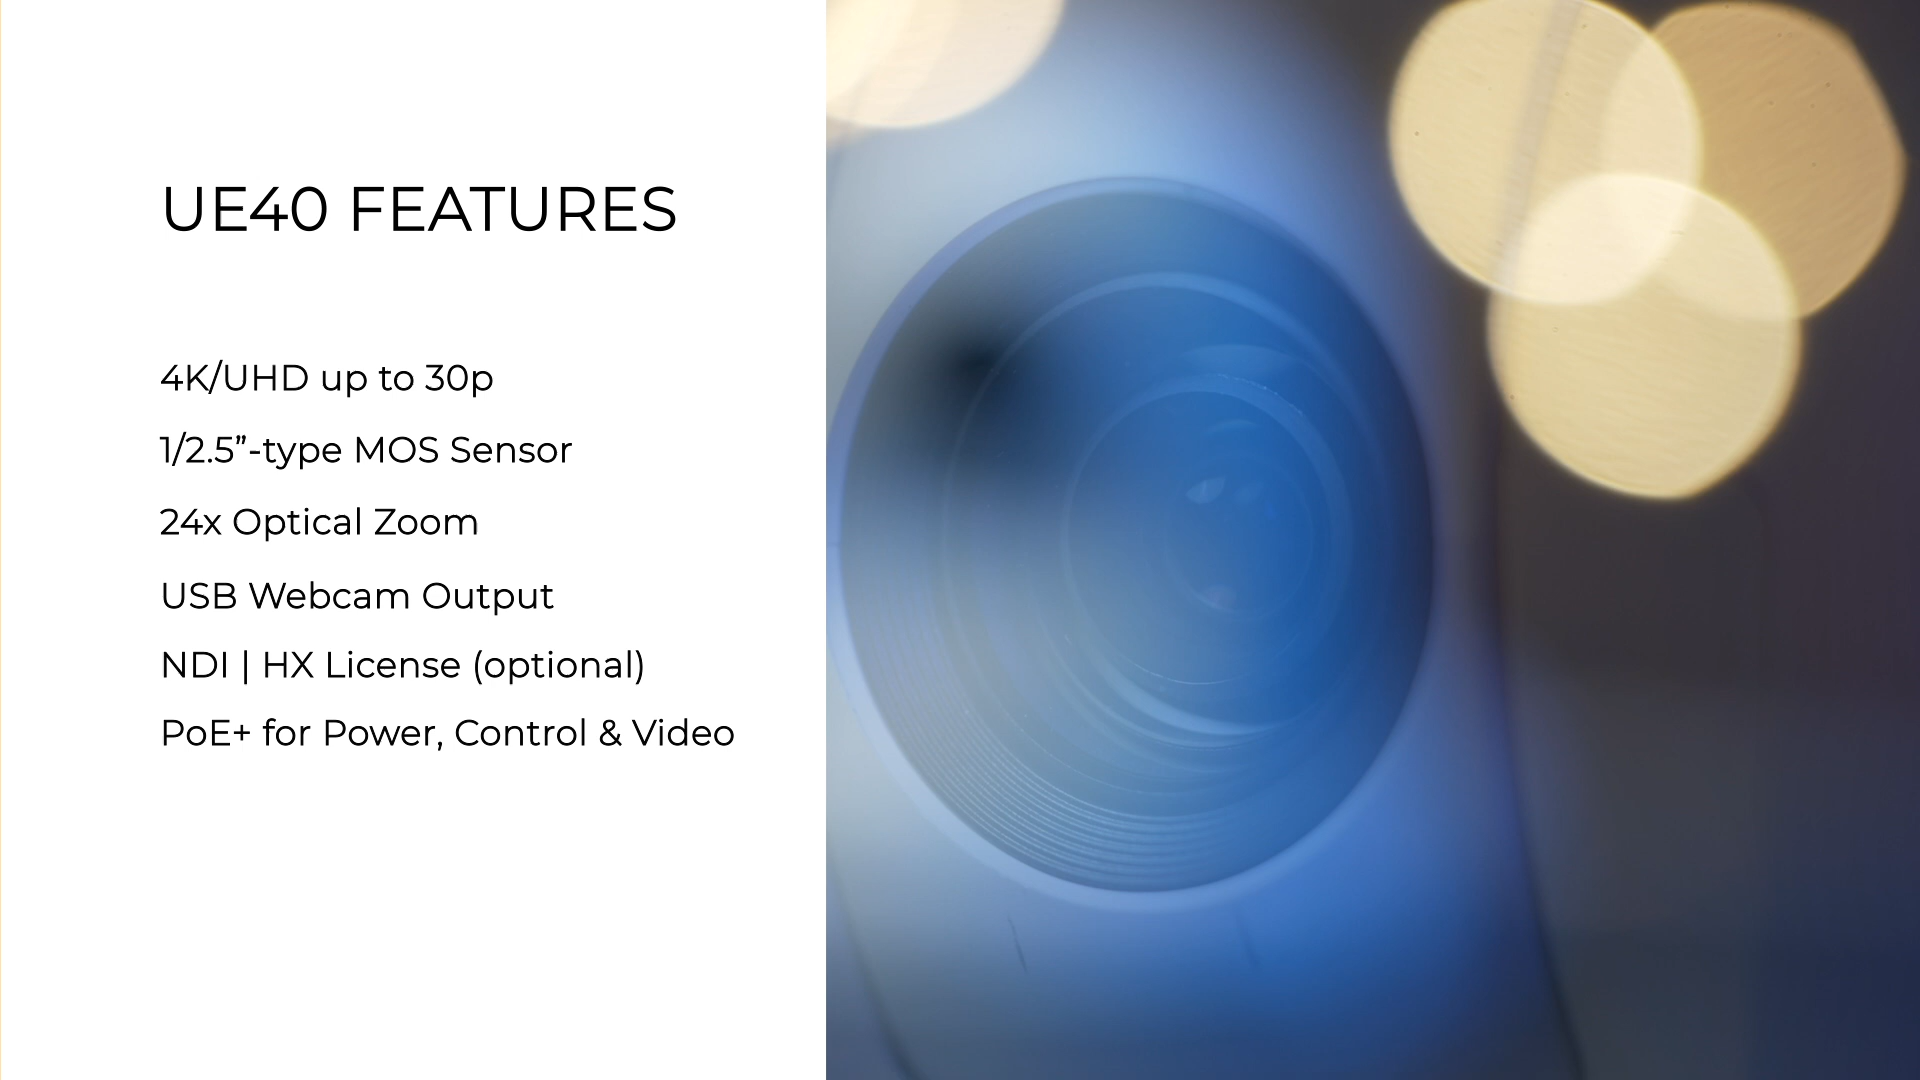 UE40 FEATURES
4K/UHD up to 30p
1/2.5”-type MOS Sensor
24x Optical Zoom
USB Webcam Output
NDI | HX License (optional)
PoE+ for Power, Control & Video